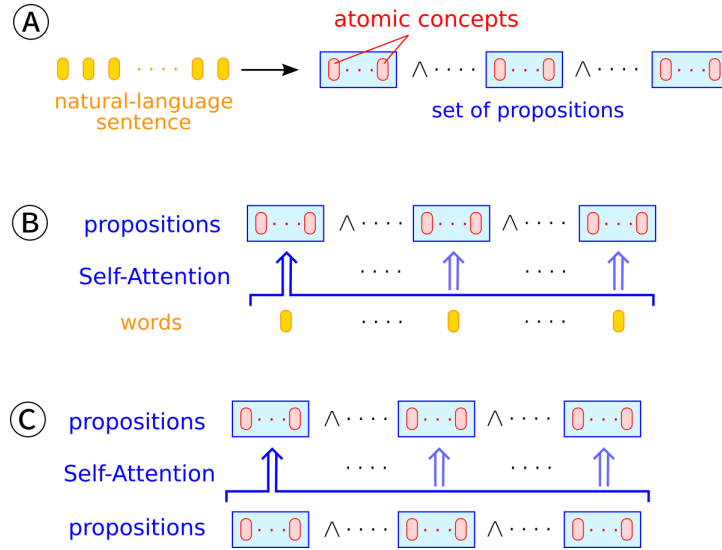 A
atomic concepts
· · · ∧ · · · · · · · ∧ · · · · · · ·
· · · ·
natural-language
sentence
set of propositions
B
propositions · · · ∧ · · · · · · · ∧ · · · · · · ·
Self-Attention · · · · · · · ·
words · · · · · · · ·
C
propositions · · · ∧ · · · · · · · ∧ · · · · · · ·
Self-Attention · · · · · · · ·
propositions · · · ∧ · · · · · · · ∧ · · · · · · ·